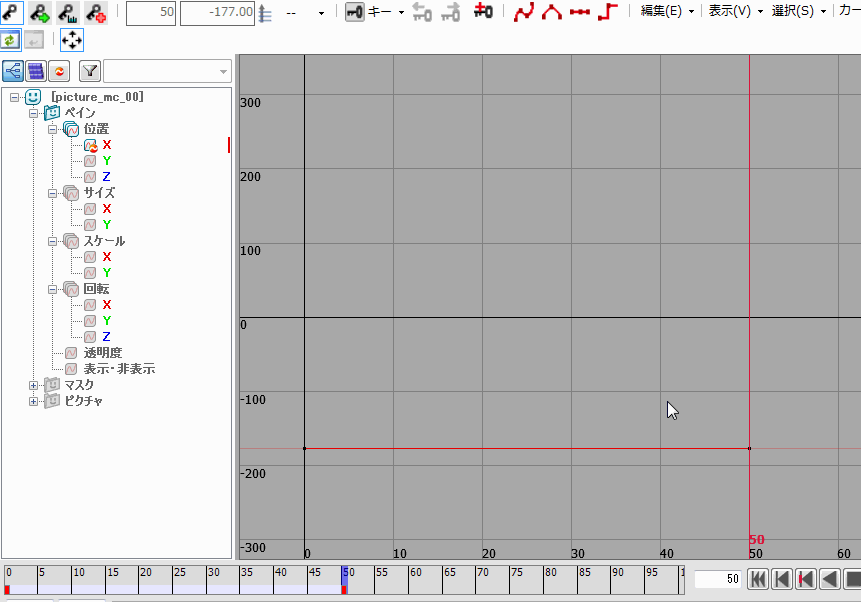 50 -177.00 -- キー 編集(E) 表示(V) 選択(S) カー
[picture_mc_00]
ペイン
位置
X
Y
Z
サイズ
X
Y
スケール
X
Y
回転
X
Y
Z
透明度
表示・非表示
マスク
ピクチャ
300
200
100
0
-100
-200
-300
0 10 20 30 40 50 60
50
0 5 10 15 20 25 30 35 40 45 50 55 60 65 70 75 80 85 90 95 1
50